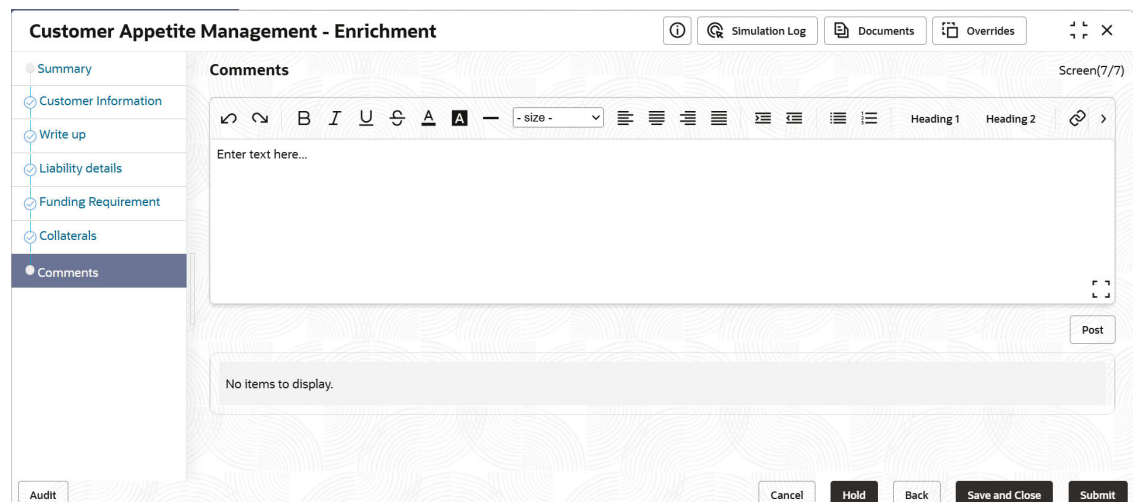 Customer Appetite Management - Enrichment
Simulation Log
Documents
Overrides
Summary
Customer Information
Write up
Liability details
Funding Requirement
Collaterals
Comments
Comments
Screen(7/7)
B I U S A A - size - Heading 1 Heading 2
Enter text here...
Post
No items to display.
Audit
Cancel
Hold
Back
Save and Close
Submit